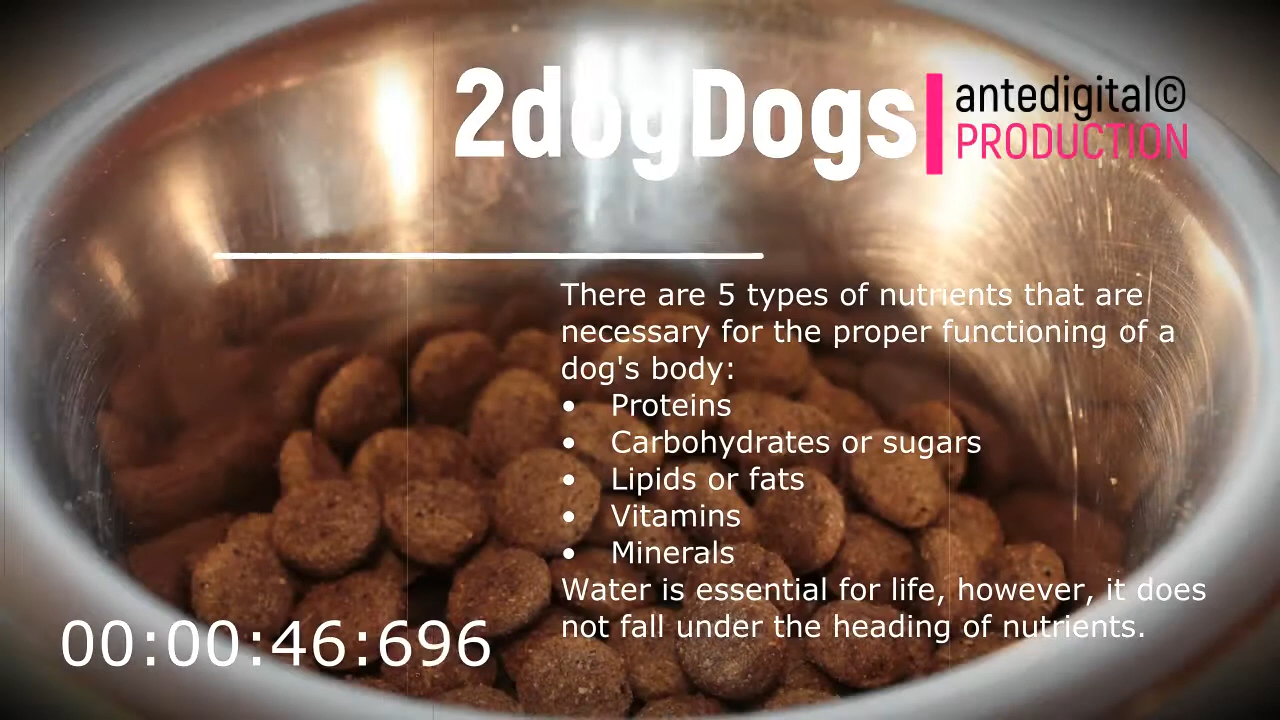 2dogDogs
antedigital©
PRODUCTION
There are 5 types of nutrients that are
necessary for the proper functioning of a
dog's body:
• Proteins
• Carbohydrates or sugars
• Lipids or fats
• Vitamins
• Minerals
Water is essential for life, however, it does
not fall under the heading of nutrients.
00:00:46:696